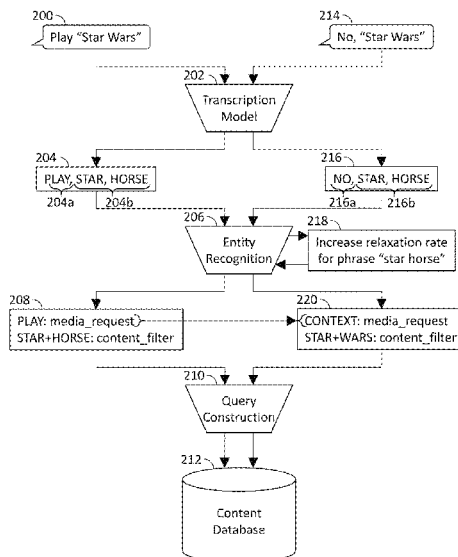 200
214
Play "Star Wars"
No, "Star Wars"
202
Transcription
Model
204
216
PLAY, STAR, HORSE
NO, STAR, HORSE
204a
204b
216a
216b
206
218
Entity
Recognition
Increase relaxation rate
for phrase "star horse"
208
220
PLAY: media_request
STAR+HORSE: content_filter
CONTEXT: media_request
STAR+WARS: content_filter
210
Query
Construction
212
Content
Database